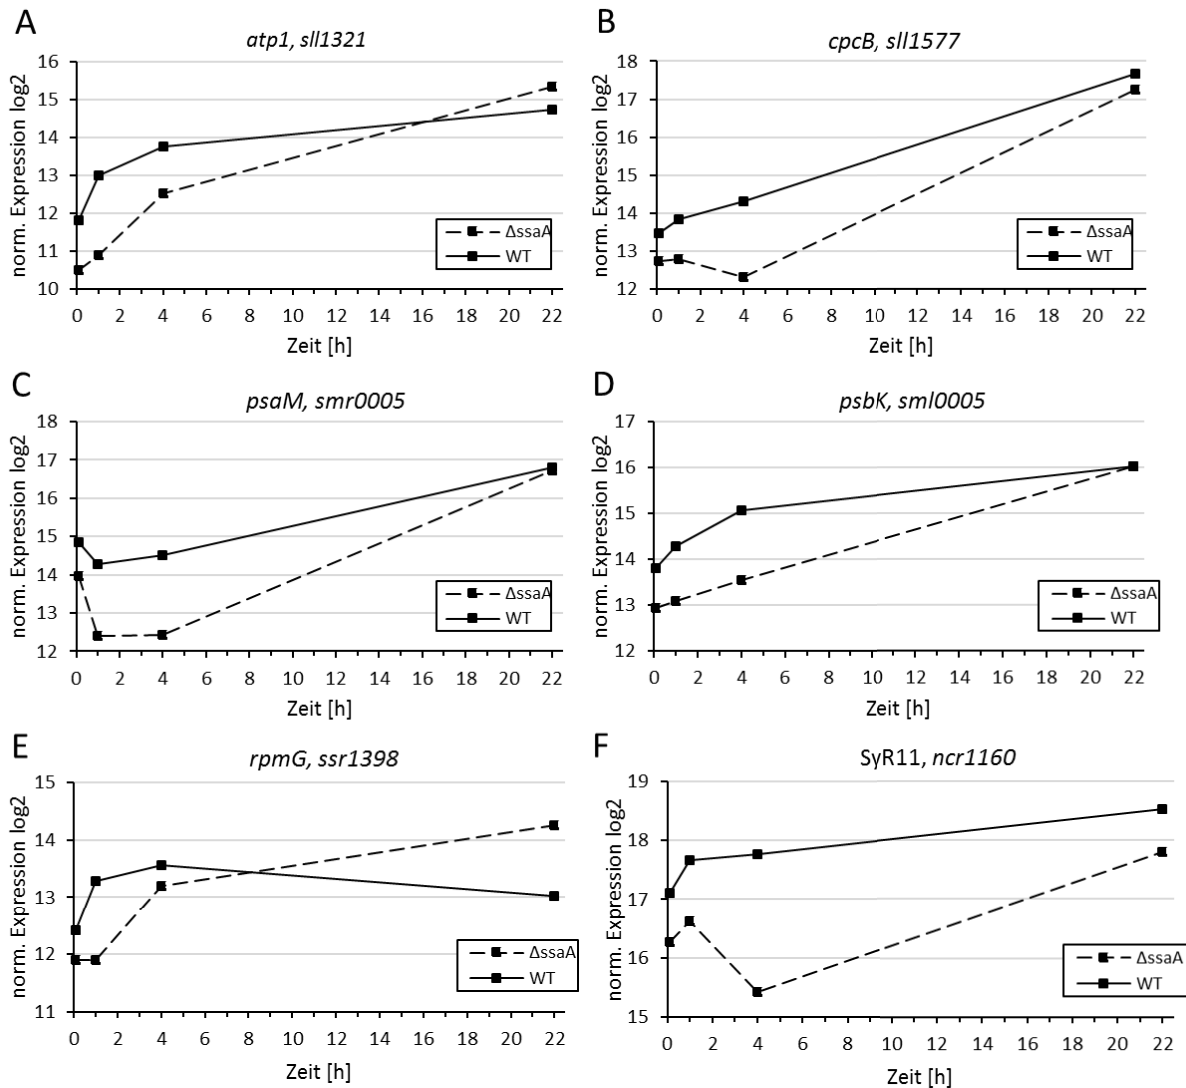 A
atp1, sll1321
norm. Expression log2
16
15
14
13
12
11
10
ΔssaA
WT
0 2 4 6 8 10 12 14 16 18 20 22
Zeit [h]
B
cpcB, sll1577
norm. Expression log2
18
17
16
15
14
13
12
ΔssaA
WT
0 2 4 6 8 10 12 14 16 18 20 22
Zeit [h]
C
psaM, smr0005
norm. Expression log2
18
17
16
15
14
13
12
ΔssaA
WT
0 2 4 6 8 10 12 14 16 18 20 22
Zeit [h]
D
psbK, sml0005
norm. Expression log2
17
16
15
14
13
12
ΔssaA
WT
0 2 4 6 8 10 12 14 16 18 20 22
Zeit [h]
E
rpmG, ssr1398
norm. Expression log2
15
14
13
12
11
ΔssaA
WT
0 2 4 6 8 10 12 14 16 18 20 22
Zeit [h]
F
SyR11, ncr1160
norm. Expression log2
19
18
17
16
15
ΔssaA
WT
0 2 4 6 8 10 12 14 16 18 20 22
Zeit [h]